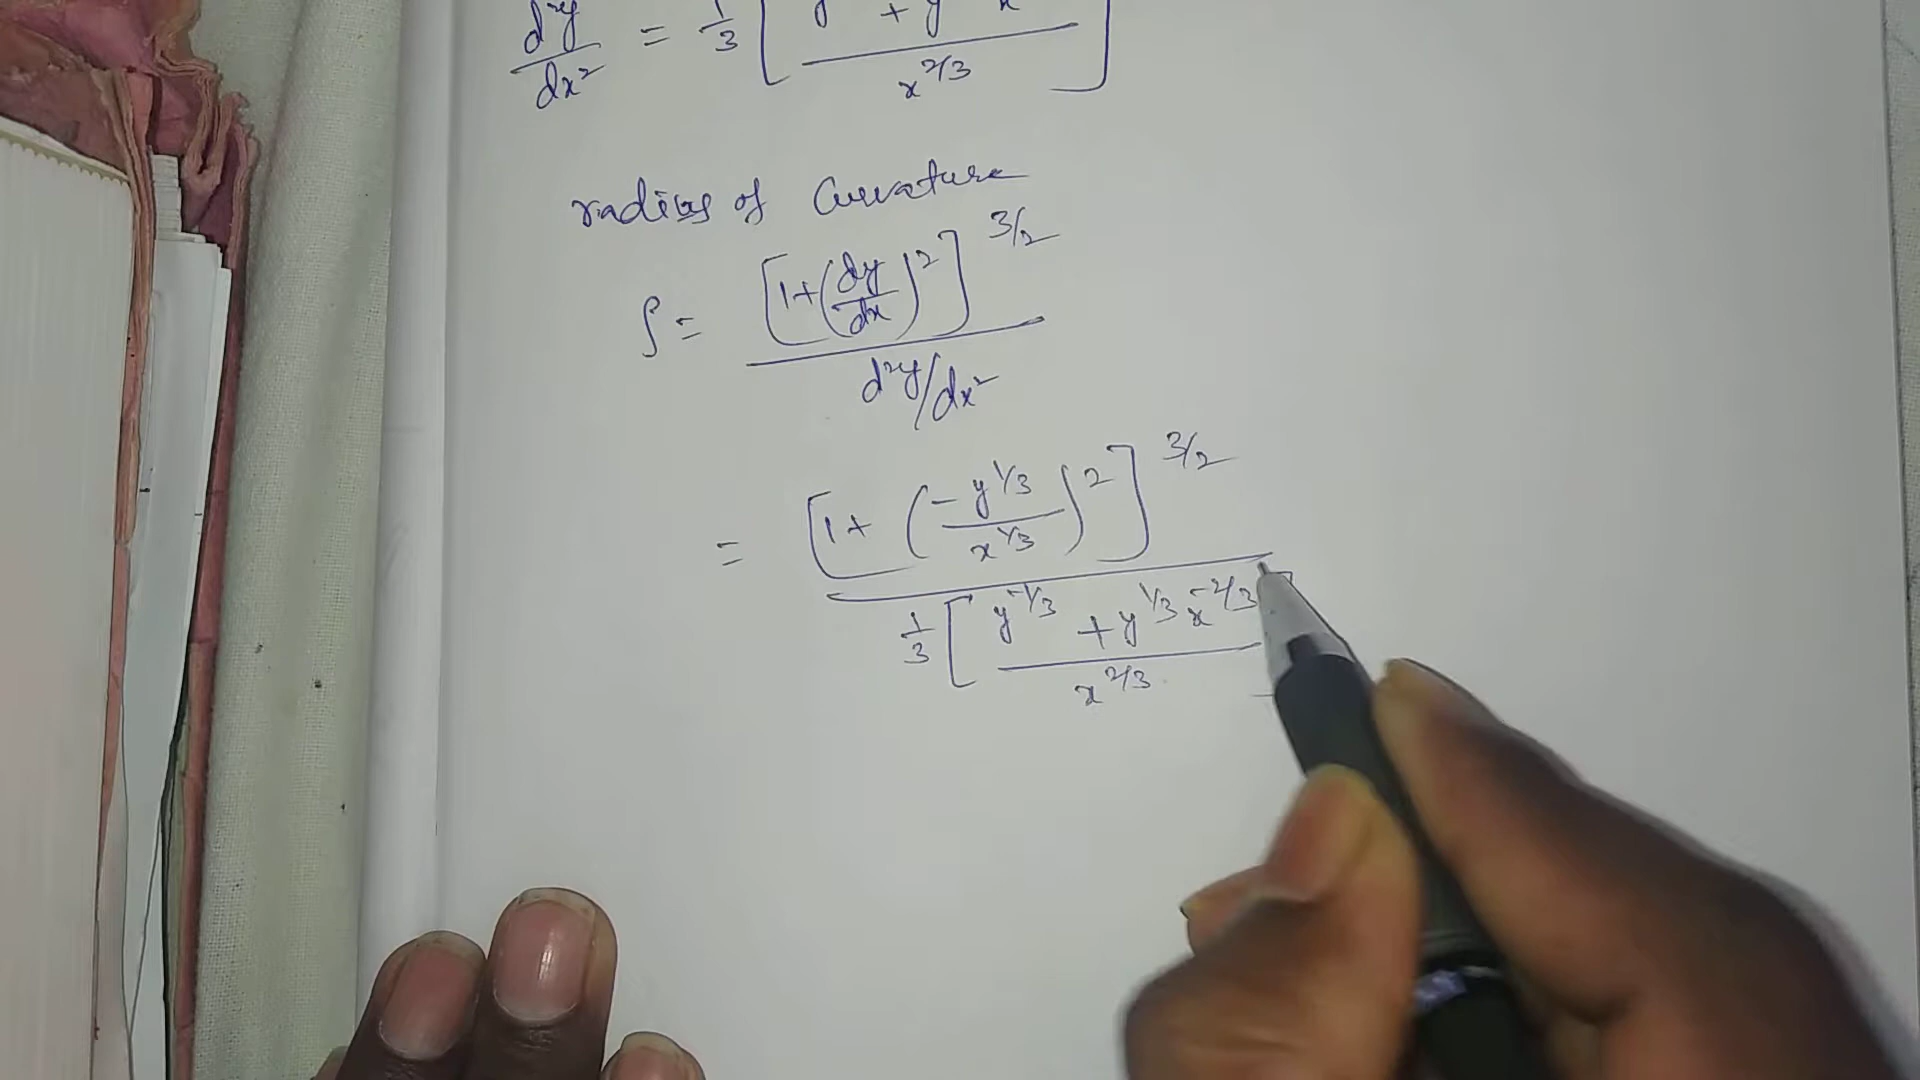 d²y/dx² = 1/3 [ y + y x / x^2/3 ]
radius of Curvature
ρ = [1+(dy/dx)²]^3/2 / d²y/dx²
= [1+ (-y^1/3 / x^1/3)²]^3/2 / 1/3 [ y^-1/3 + y^1/3 x^-2/3 / x^2/3 ]